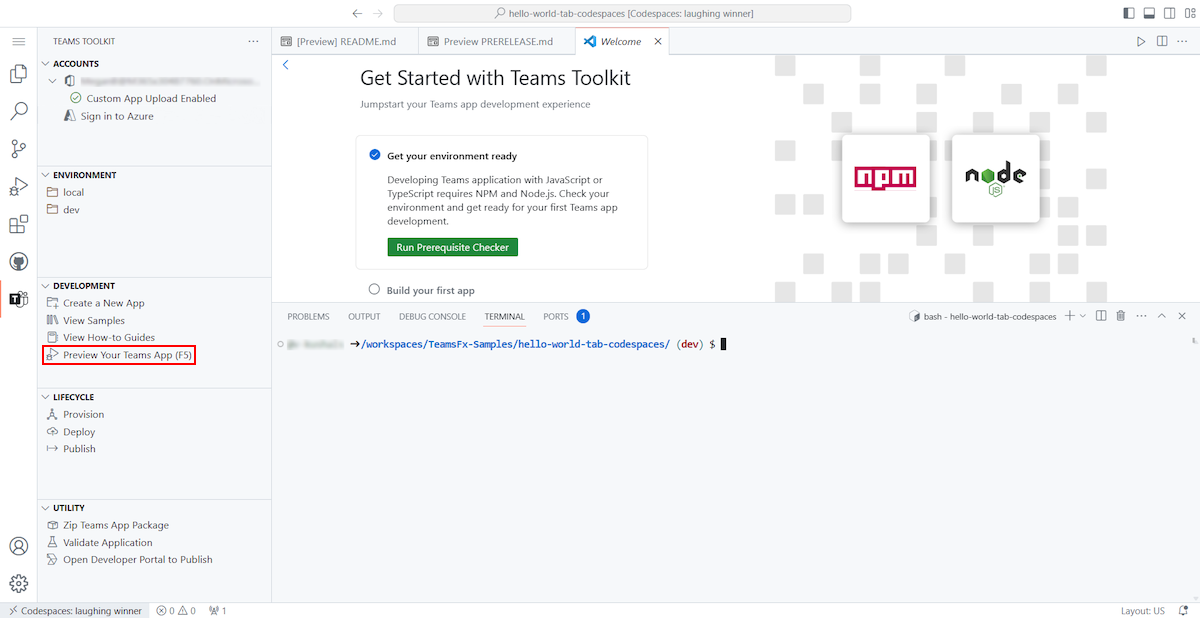 hello-world-tab-codespaces [Codespaces: laughing winner]
TEAMS TOOLKIT
ACCOUNTS
Custom App Upload Enabled
Sign in to Azure
ENVIRONMENT
local
dev
DEVELOPMENT
Create a New App
View Samples
View How-to Guides
Preview Your Teams App (F5)
LIFECYCLE
Provision
Deploy
Publish
UTILITY
Zip Teams App Package
Validate Application
Open Developer Portal to Publish
[Preview] README.md
Preview PRERELEASE.md
Welcome
Get Started with Teams Toolkit
Jumpstart your Teams app development experience
Get your environment ready
Developing Teams application with JavaScript or
TypeScript requires NPM and Node.js. Check your
environment and get ready for your first Teams app
development.
Run Prerequisite Checker
Build your first app
npm
node
JS
PROBLEMS OUTPUT DEBUG CONSOLE TERMINAL PORTS 1
bash - hello-world-tab-codespaces
→/workspaces/TeamsFx-Samples/hello-world-tab-codespaces/ (dev) $
Codespaces: laughing winner 0 0 1
Layout: US